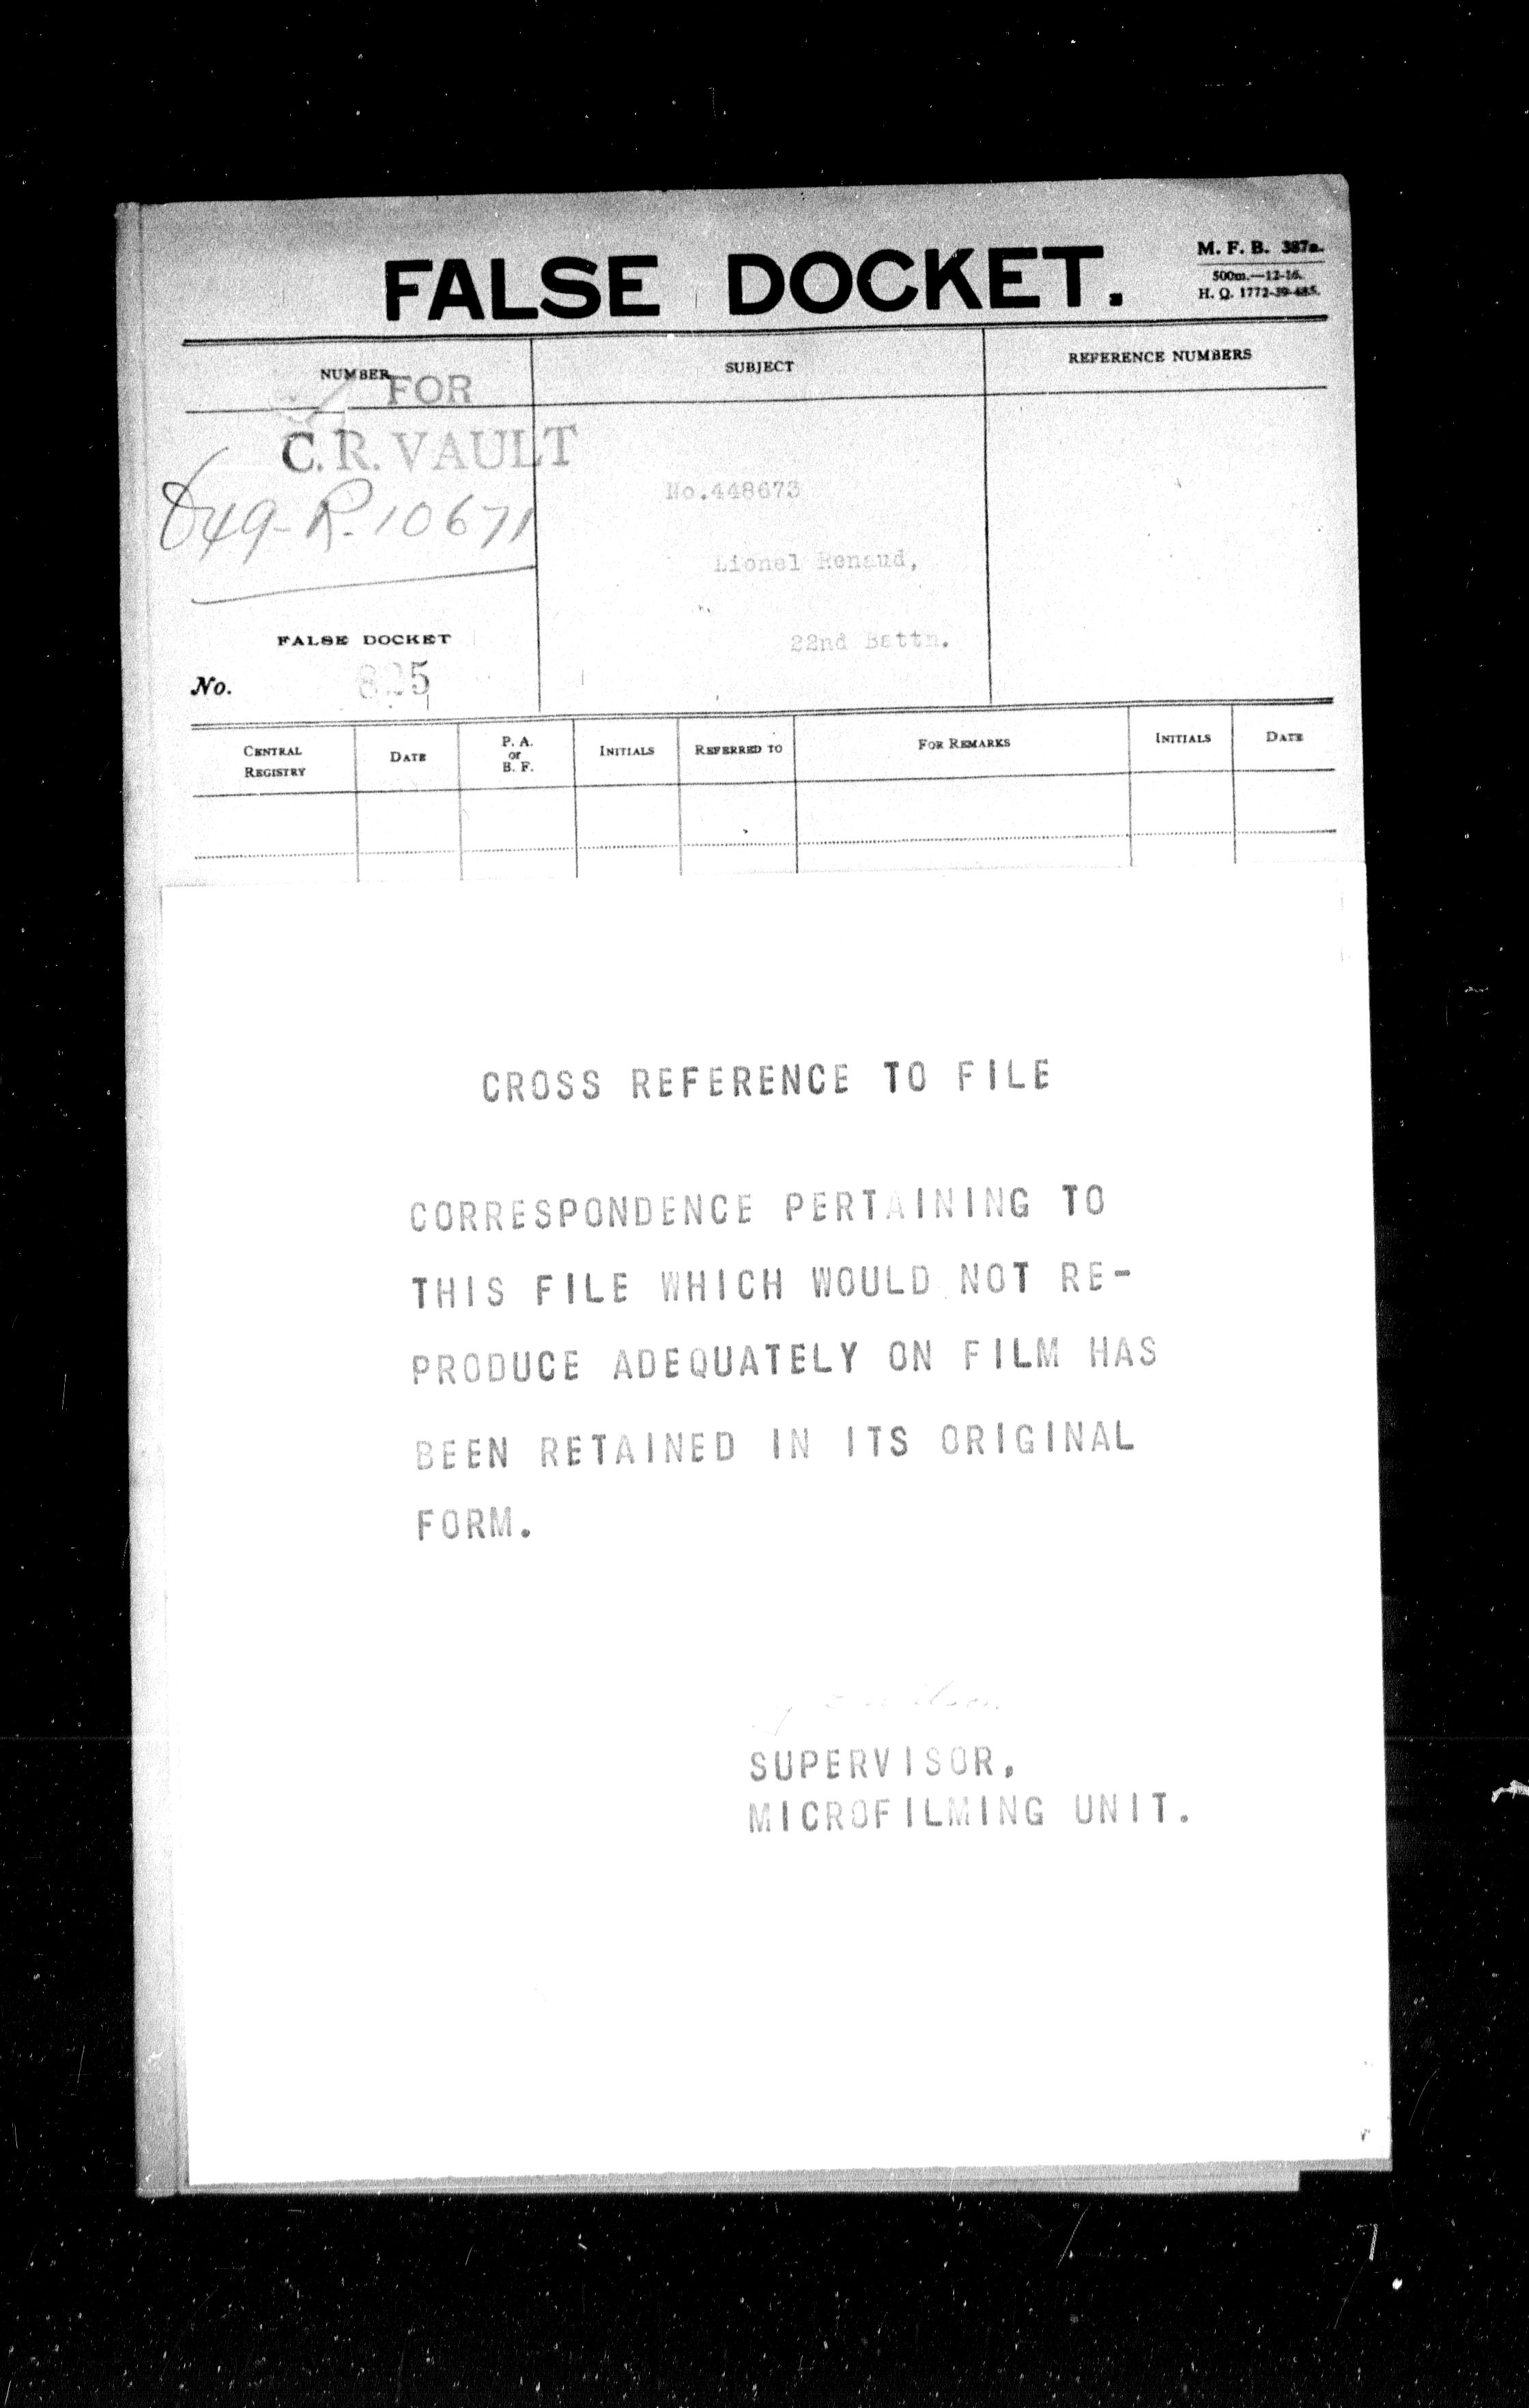 FALSE DOCKET.
M. F. B. 387a.
500m.—12-16.
H. Q. 1772-39-485.
NUMBER
SUBJECT
REFERENCE NUMBERS
FOR
C. R. VAULT
649-R.10671
No.448673
Lionel Renaud,
22nd Battn.
FALSE DOCKET
No. 825
CENTRAL REGISTRY
DATE
P. A. or B. F.
INITIALS
REFERRED TO
FOR REMARKS
INITIALS
DATE
CROSS REFERENCE TO FILE
CORRESPONDENCE PERTAINING TO
THIS FILE WHICH WOULD NOT RE-
PRODUCE ADEQUATELY ON FILM HAS
BEEN RETAINED IN ITS ORIGINAL
FORM.
SUPERVISOR,
MICROFILMING UNIT.